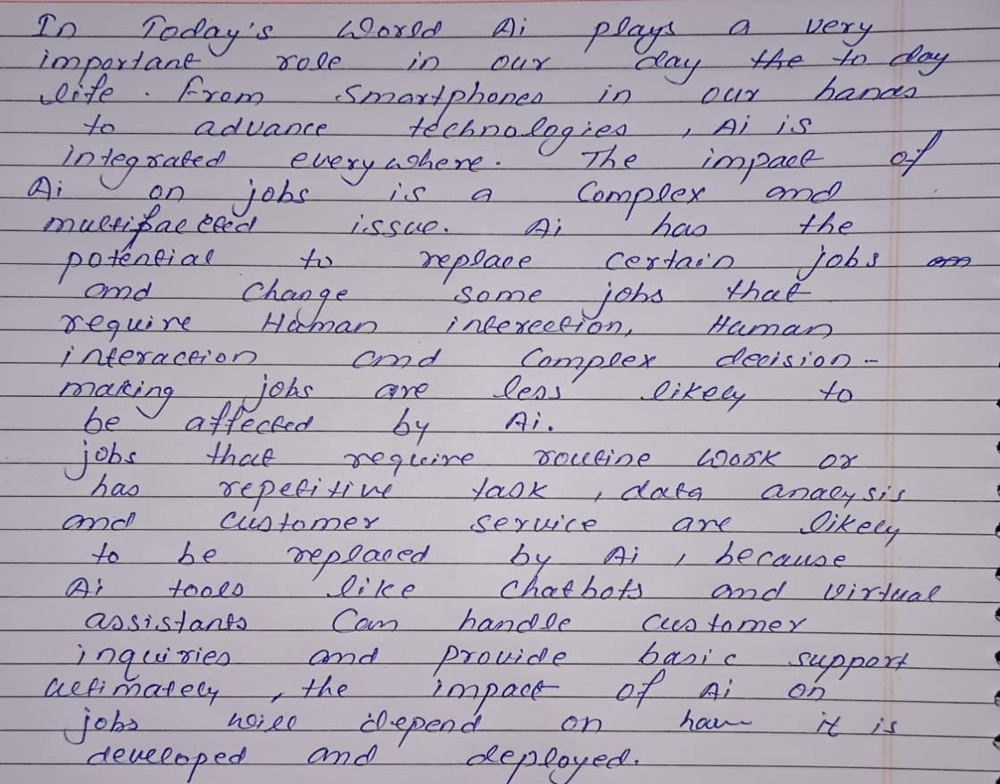 In Today's world Ai plays a very
important role in our day the to day
life. From smartphones in our hands
to advance technologies, Ai is
integrated everywhere. The impact of
Ai on jobs is a Complex and
multifaceted issue. Ai has the
potential to replace certain jobs
and Change some jobs that
require Human interection, Human
interaction and Complex decision-
making jobs are less likely to
be affected by Ai.
jobs that require routine work or
has repetitive task, data analysis
and customer service are likely
to be replaced by Ai, because
Ai tools like Chatbots and virtual
assistants Can handle customer
inquiries and provide basic support
ultimately, the impact of Ai on
jobs will depend on how it is
developed and deployed.